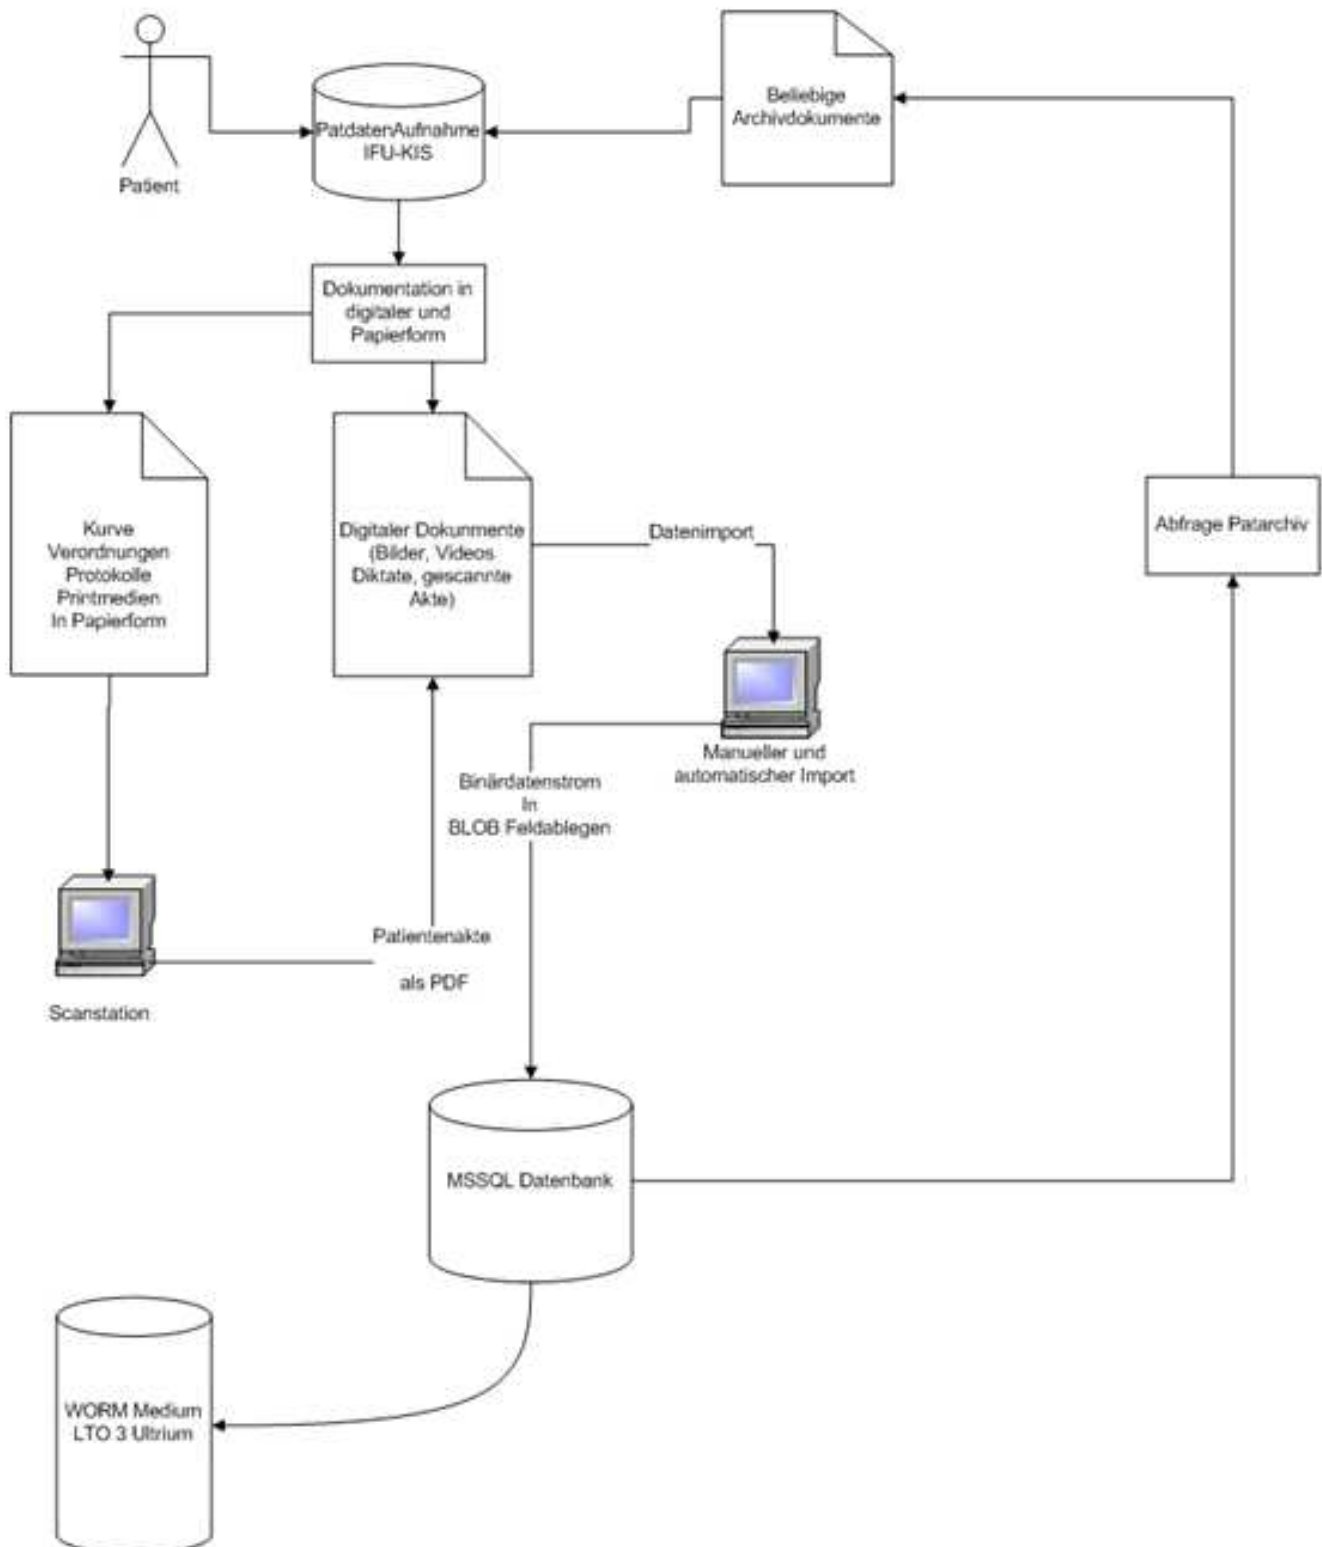 Patient
PatdatenAufnahme
IFU-KIS
Beliebige
Archivdokumente
Dokumentation in
digitaler und
Papierform
Kurve
Verordnungen
Protokolle
Printmedien
In Papierform
Digitaler Dokunmente
(Bilder, Videos
Diktate, gescannte
Akte)
Datenimport
Abfrage Patarchiv
Manueller und
automatischer Import
Binärdatenstrom
In
BLOB Feldablegen
Patientenakte
als PDF
Scanstation
MSSQL Datenbank
WORM Medium
LTO 3 Ultrium